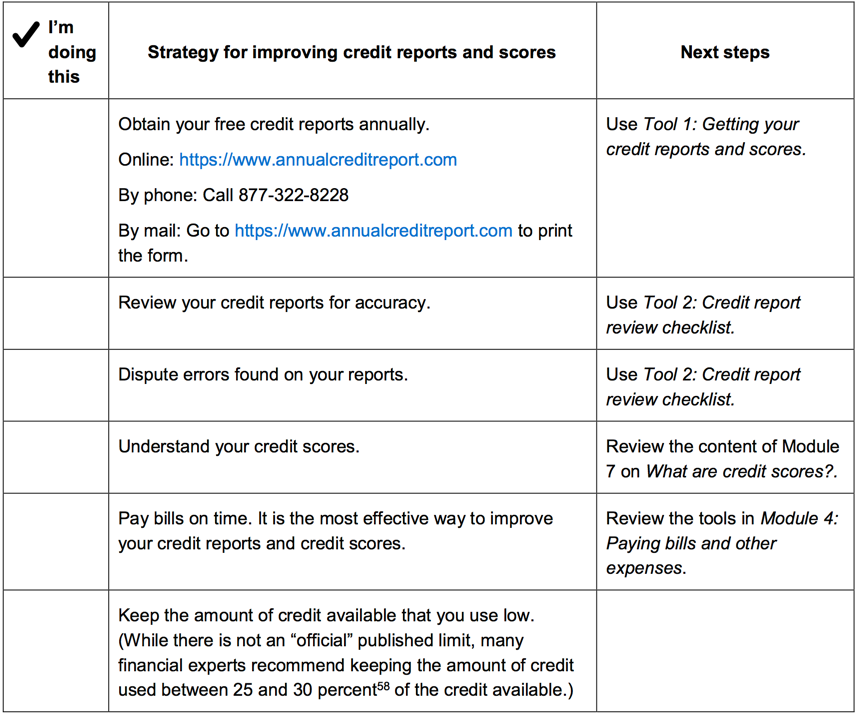 ✔ I’m
doing
this
Strategy for improving credit reports and scores
Next steps
Obtain your free credit reports annually.
Online: https://www.annualcreditreport.com
By phone: Call 877-322-8228
By mail: Go to https://www.annualcreditreport.com to print
the form.
Use Tool 1: Getting your
credit reports and scores.
Review your credit reports for accuracy.
Use Tool 2: Credit report
review checklist.
Dispute errors found on your reports.
Use Tool 2: Credit report
review checklist.
Understand your credit scores.
Review the content of Module
7 on What are credit scores?.
Pay bills on time. It is the most effective way to improve
your credit reports and credit scores.
Review the tools in Module 4:
Paying bills and other
expenses.
Keep the amount of credit available that you use low.
(While there is not an “official” published limit, many
financial experts recommend keeping the amount of credit
used between 25 and 30 percent⁵⁸ of the credit available.)